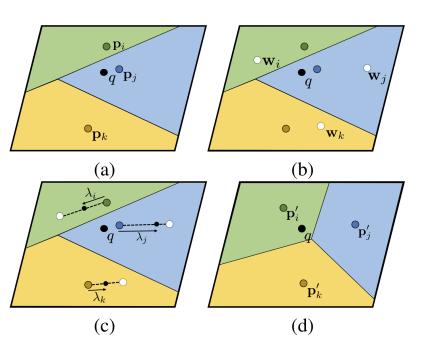 p_i
q p_j
p_k
(a)
w_i
w_j
q
w_k
(b)
λ_i
q λ_j
λ_k
(c)
p'_i
q p'_j
p'_k
(d)